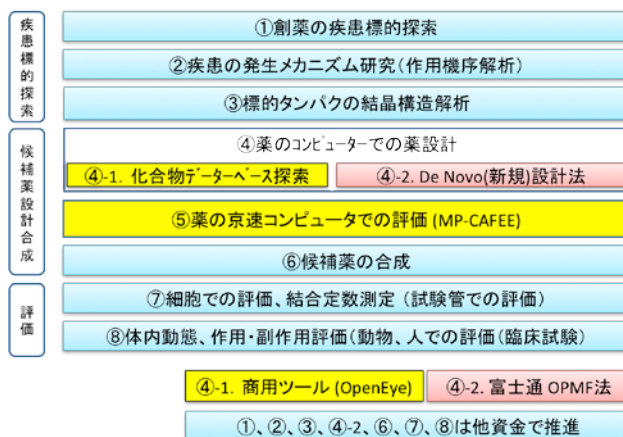 疾患標的探索
①創薬の疾患標的探索
②疾患の発生メカニズム研究(作用機序解析)
③標的タンパクの結晶構造解析
候補薬設計合成
④薬のコンピューターでの薬設計
④-1. 化合物データーベース探索
④-2. De Novo(新規)設計法
⑤薬の京速コンピュータでの評価 (MP-CAFEE)
⑥候補薬の合成
評価
⑦細胞での評価、結合定数測定 (試験管での評価)
⑧体内動態、作用・副作用評価(動物、人での評価(臨床試験)
④-1. 商用ツール (OpenEye)
④-2. 富士通 OPMF法
①、②、③、④-2、⑥、⑦、⑧は他資金で推進